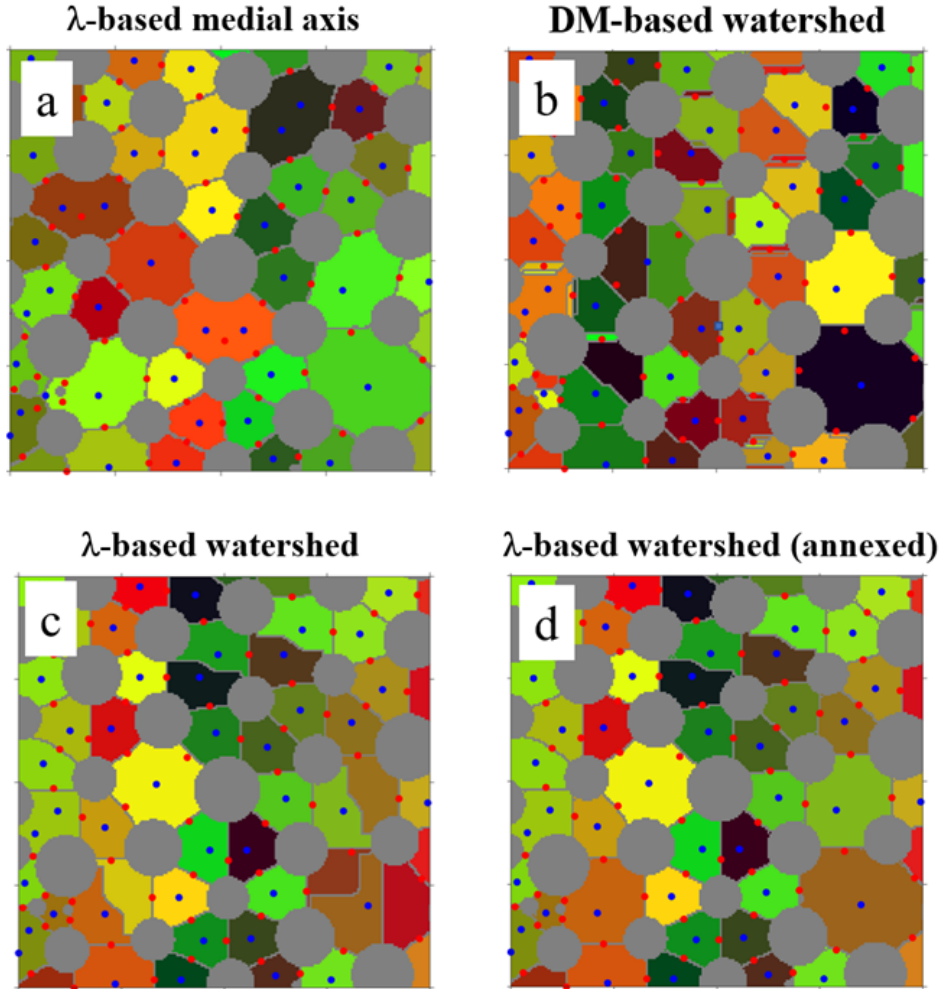 λ-based medial axis
DM-based watershed
a
b
λ-based watershed
λ-based watershed (annexed)
c
d